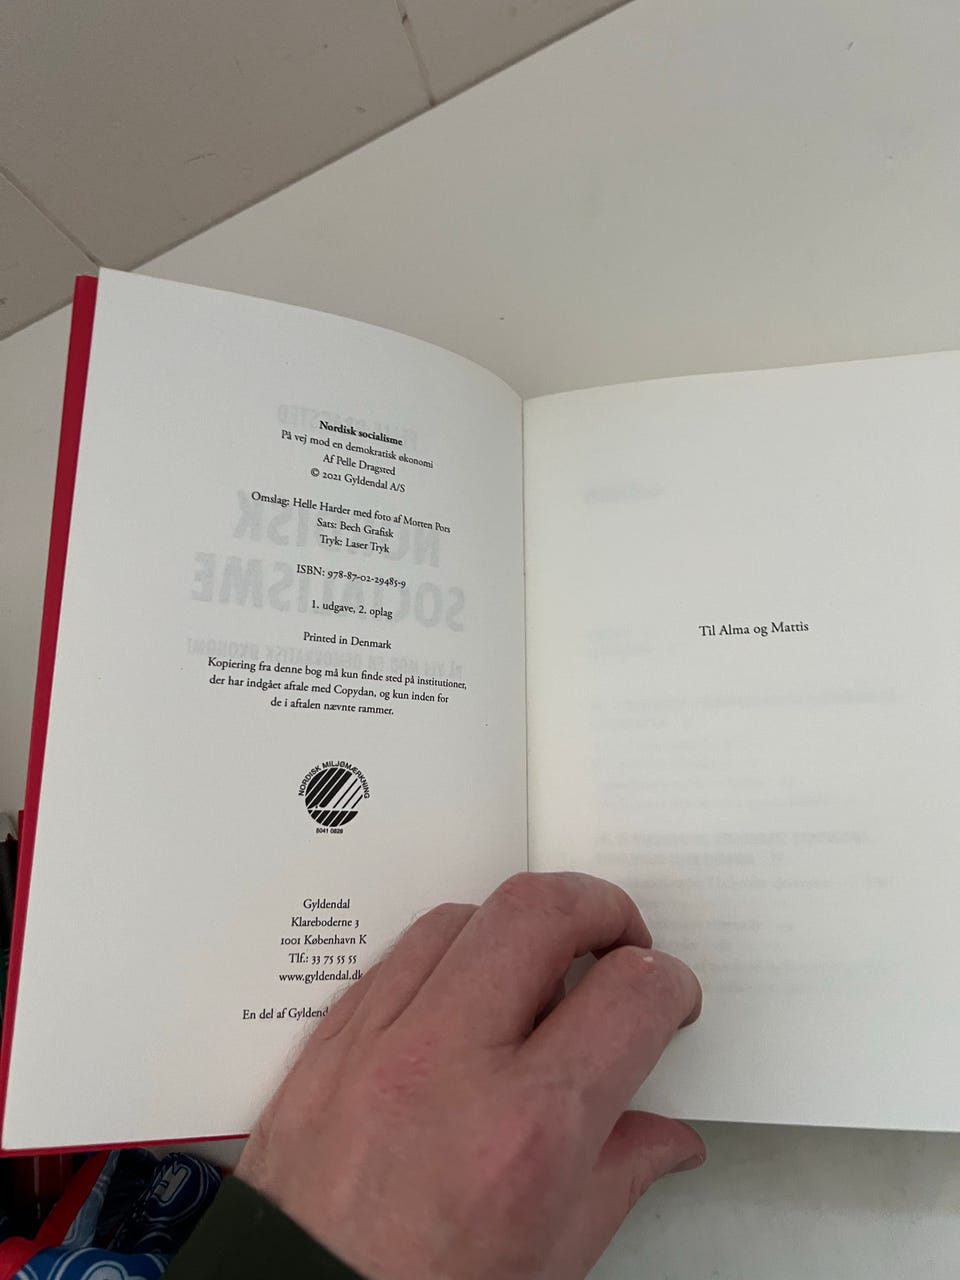 Nordisk socialisme
På vej mod en demokratisk økonomi
Af Pelle Dragsted
© 2021 Gyldendal A/S
Omslag: Helle Harder med foto af Morten Pors
Sats: Bech Grafisk
Tryk: Laser Tryk
ISBN: 978-87-02-29485-9
1. udgave, 2. oplag
Printed in Denmark
Kopiering fra denne bog må kun finde sted på institutioner,
der har indgået aftale med Copydan, og kun inden for
de i aftalen nævnte rammer.
NORDISK MILJØMÆRKNING
5041 0826
Gyldendal
Klareboderne 3
1001 København K
Tlf.: 33 75 55 55
www.gyldendal.dk
En del af Gyldend
Til Alma og Mattis